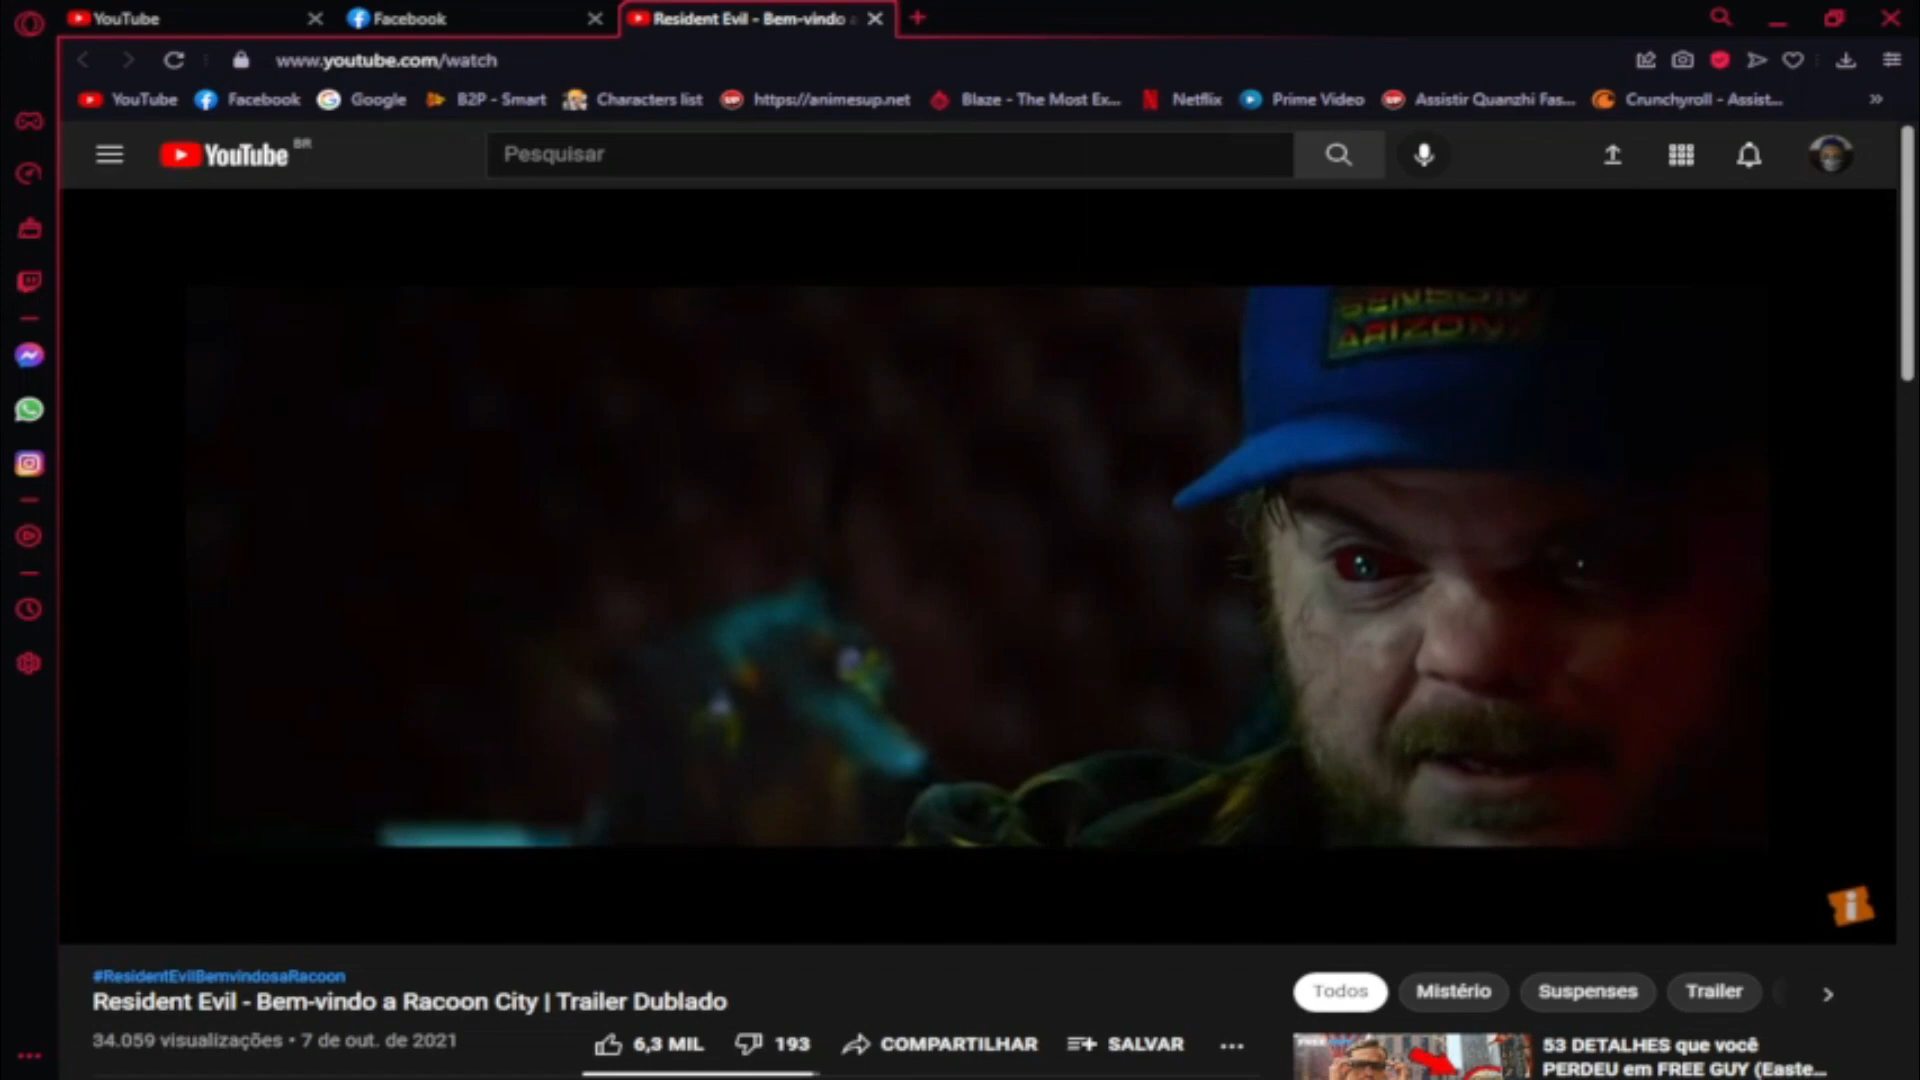 YouTube
Facebook
Resident Evil - Bem-vindo
www.youtube.com/watch
YouTube
Facebook
Google
B2P - Smart
Characters list
https://animesup.net
Blaze - The Most Ex...
Netflix
Prime Video
Assistir Quanzhi Fas...
Crunchyroll - Assist...
YouTube BR
Pesquisar
ARIZONA
#ResidentEvilBemvindosaRacoon
Resident Evil - Bem-vindo a Racoon City | Trailer Dublado
34.059 visualizações • 7 de out. de 2021
6,3 MIL
193
COMPARTILHAR
SALVAR
Todos
Mistério
Suspenses
Trailer
53 DETALHES que você
PERDEU em FREE GUY (Easte...